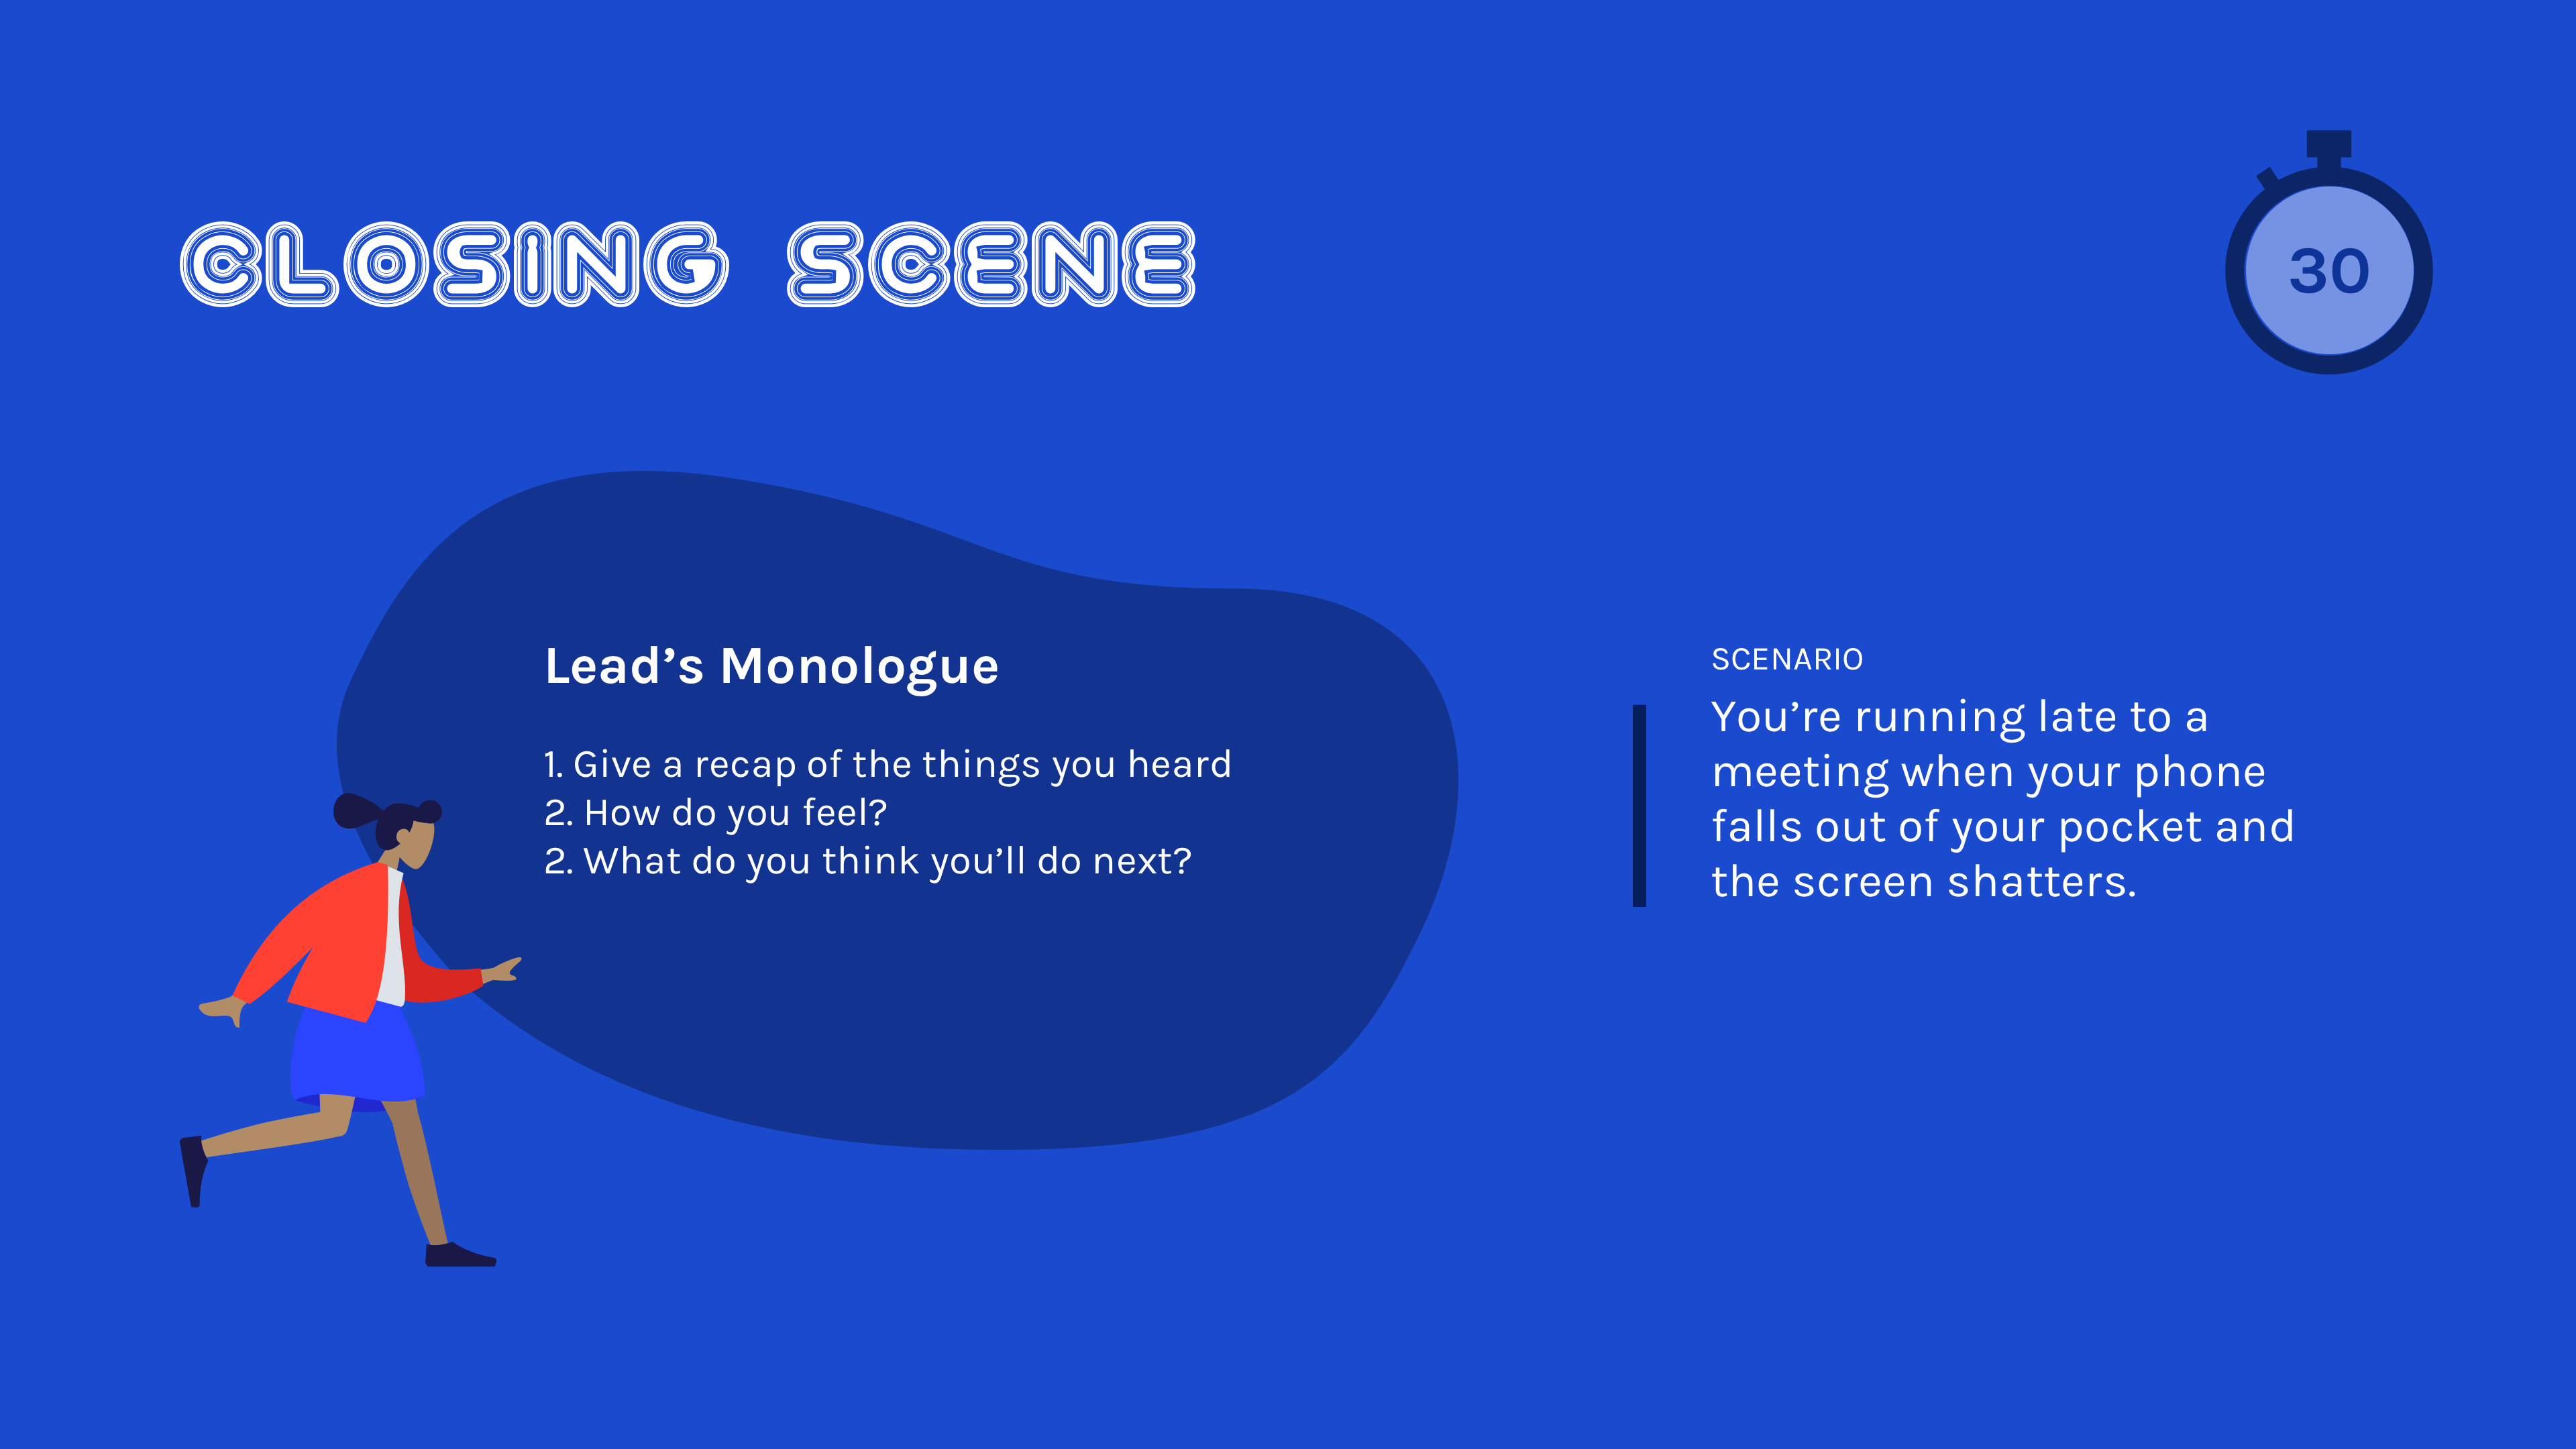 CLOSING SCENE
30
Lead’s Monologue
1. Give a recap of the things you heard
2. How do you feel?
2. What do you think you’ll do next?
SCENARIO
You’re running late to a
meeting when your phone
falls out of your pocket and
the screen shatters.